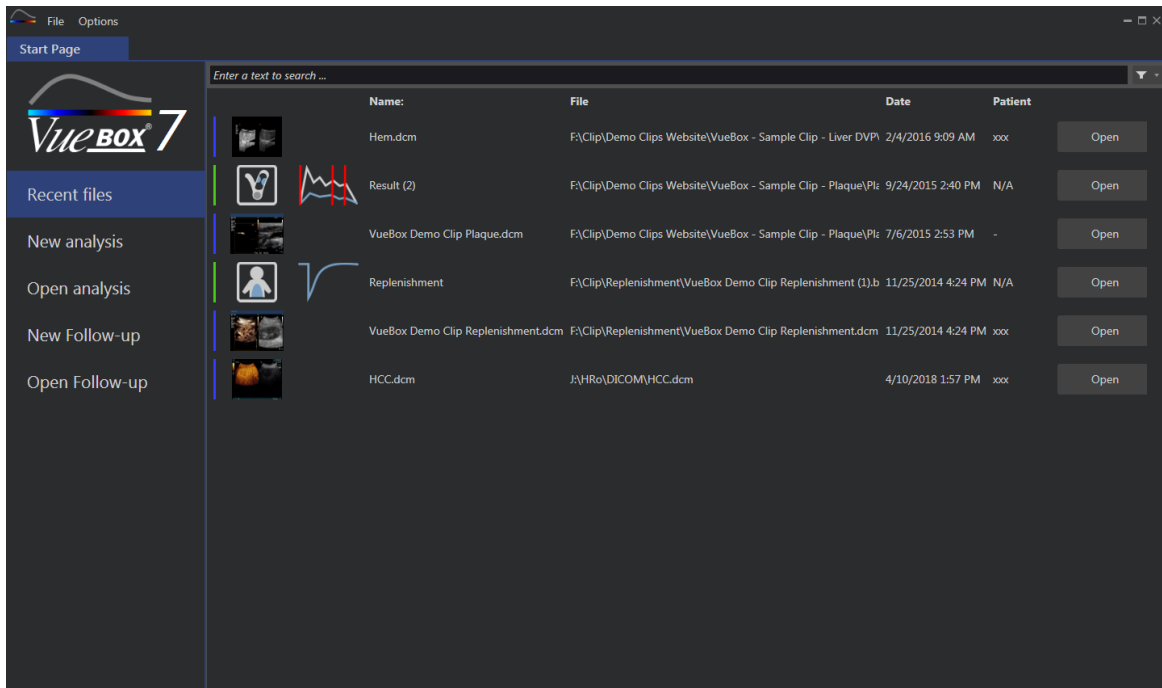 File Options
Start Page
Enter a text to search ...
VueBOX® 7
Name: File Date Patient
Hem.dcm F:\Clip\Demo Clips Website\VueBox - Sample Clip - Liver DVP\ 2/4/2016 9:09 AM xxx Open
Result (2) F:\Clip\Demo Clips Website\VueBox - Sample Clip - Plaque\Pla 9/24/2015 2:40 PM N/A Open
VueBox Demo Clip Plaque.dcm F:\Clip\Demo Clips Website\VueBox - Sample Clip - Plaque\Pla 7/6/2015 2:53 PM - Open
Replenishment F:\Clip\Replenishment\VueBox Demo Clip Replenishment (1).b 11/25/2014 4:24 PM N/A Open
VueBox Demo Clip Replenishment.dcm F:\Clip\Replenishment\VueBox Demo Clip Replenishment.dcm 11/25/2014 4:24 PM xxx Open
HCC.dcm J:\HRo\DICOM\HCC.dcm 4/10/2018 1:57 PM xxx Open
Recent files
New analysis
Open analysis
New Follow-up
Open Follow-up